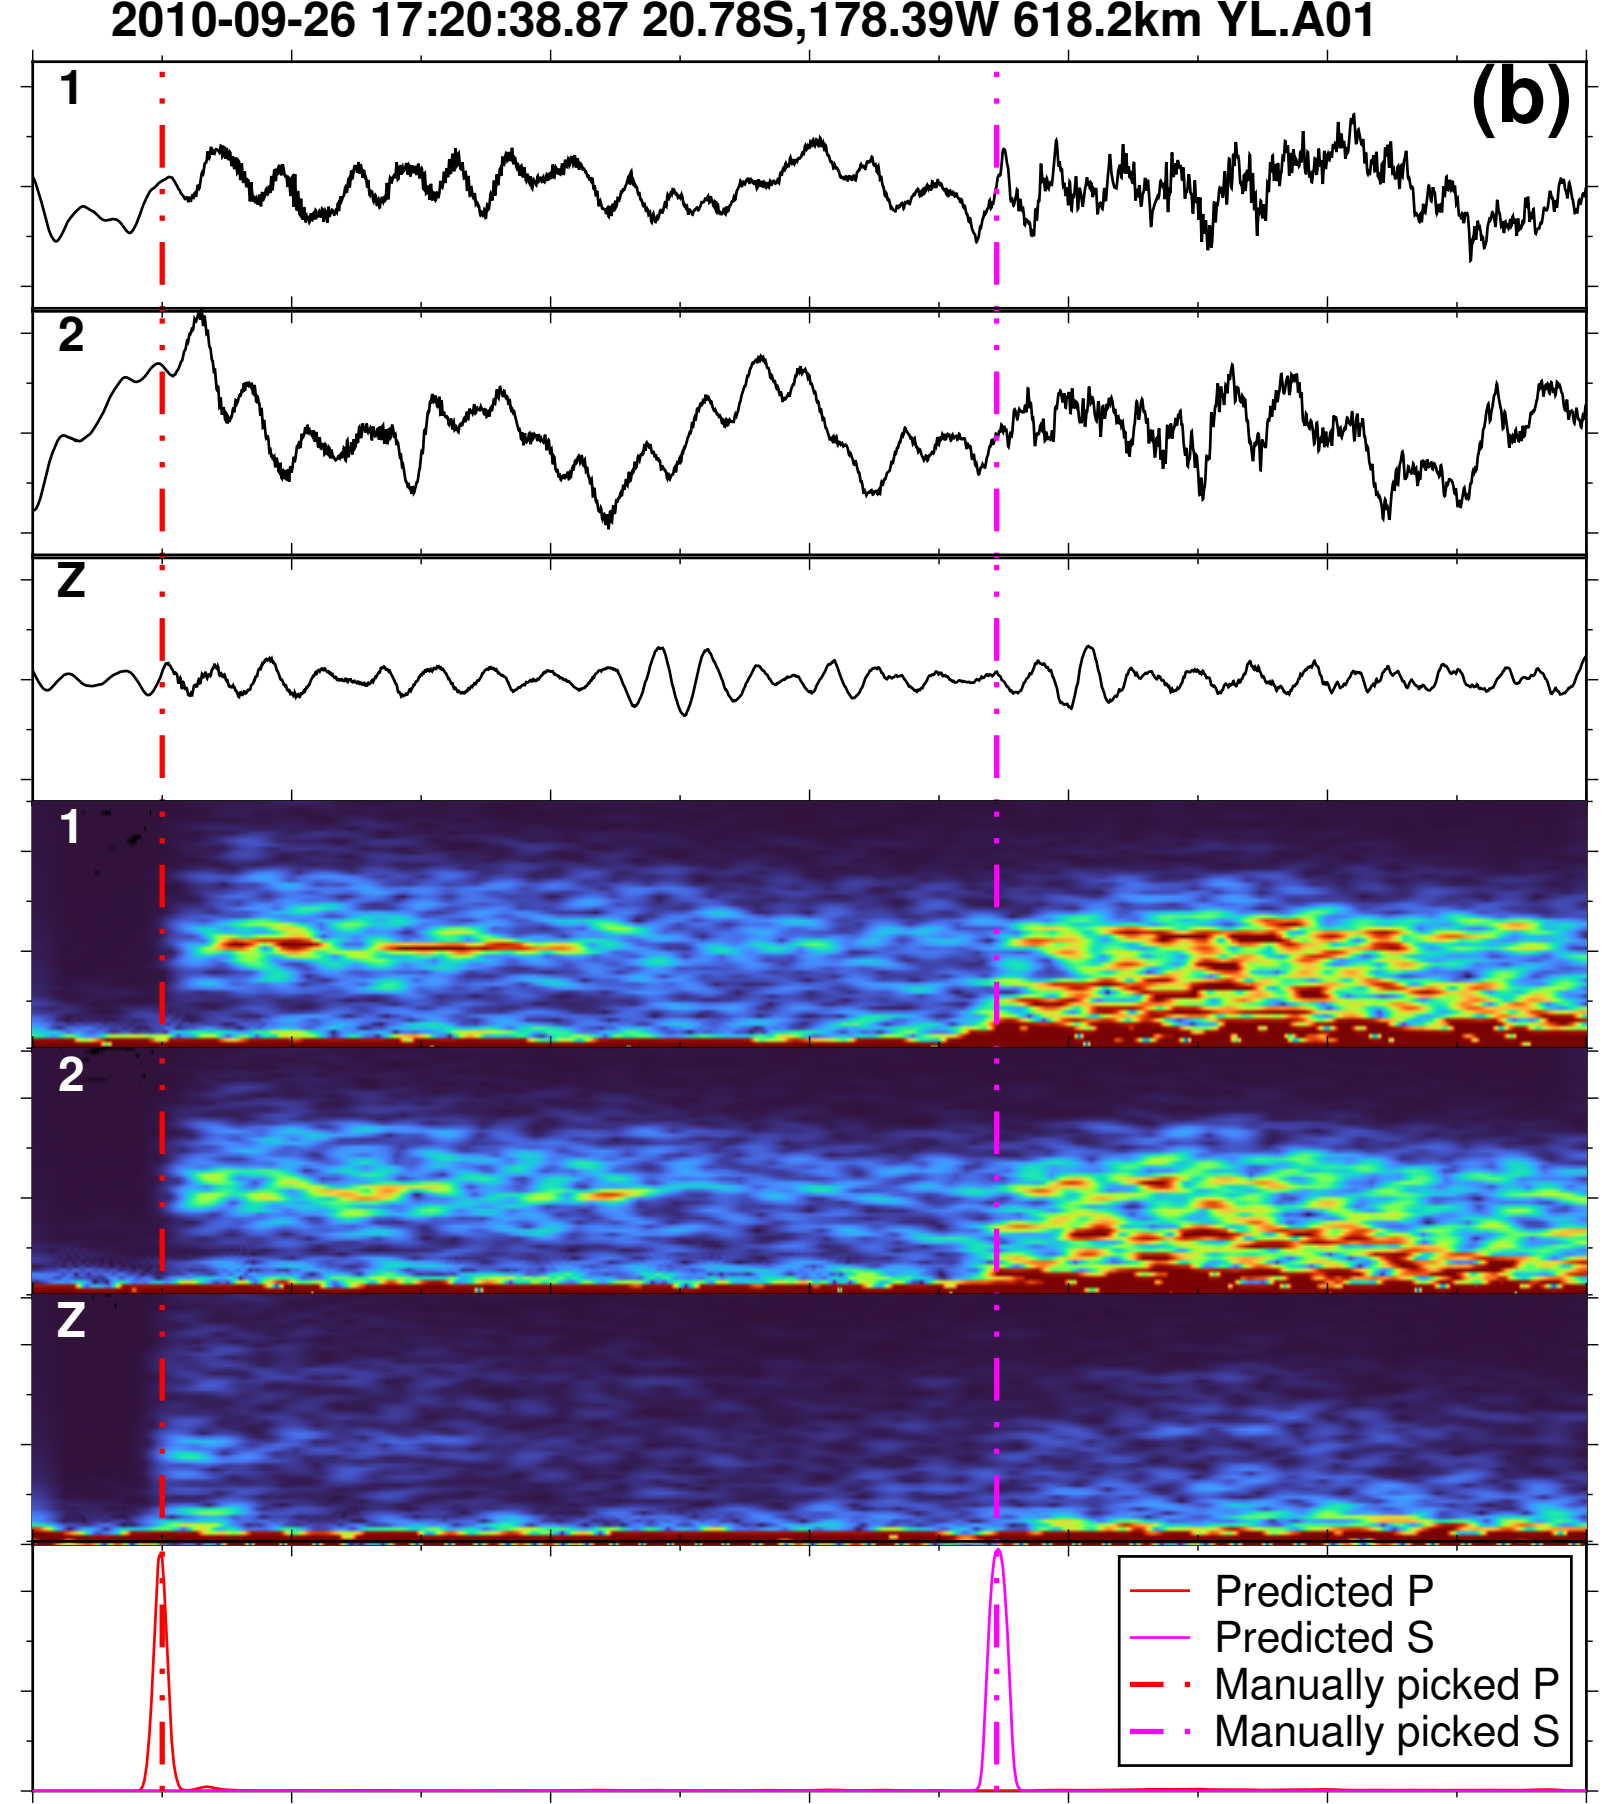 2010-09-26 17:20:38.87 20.78S,178.39W 618.2km YL.A01
1
(b)
2
Z
1
2
Z
Predicted P
Predicted S
Manually picked P
Manually picked S